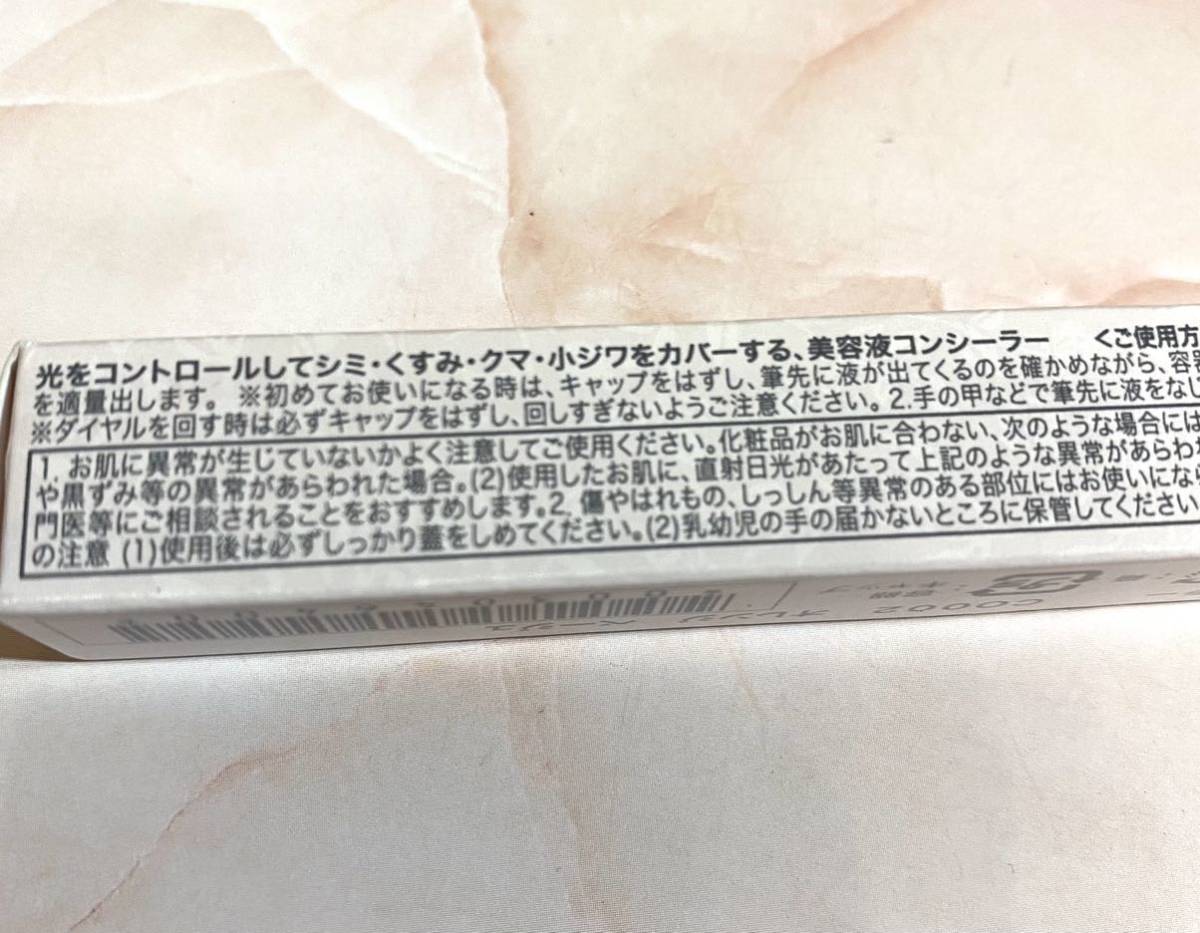 光をコントロールしてシミ・くすみ・クマ・小ジワをカバーする、美容液コンシーラー　くご使用方
を適量出します。 ※初めてお使いになる時は、キャップをはずし、筆先に液が出てくるのを確かめながら、容
※ダイヤルを回す時は必ずキャップをはずし、回しすぎないようご注意ください。2.手の甲などで筆先に液をな
1. お肌に異常が生じていないかよく注意してご使用ください。化粧品がお肌に合わない、次のような場合には
や黒ずみ等の異常があらわれた場合。(2)使用したお肌に、直射日光があたって上記のような異常があらわ
門医等にご相談されることをおすすめします。2. 傷やはれもの、しっしん等異常のある部位にはお使いにな
の注意 (1)使用後は必ずしっかり蓋をしめてください。(2)乳幼児の手の届かないところに保管してください
C0002 オレンジ ベージュ